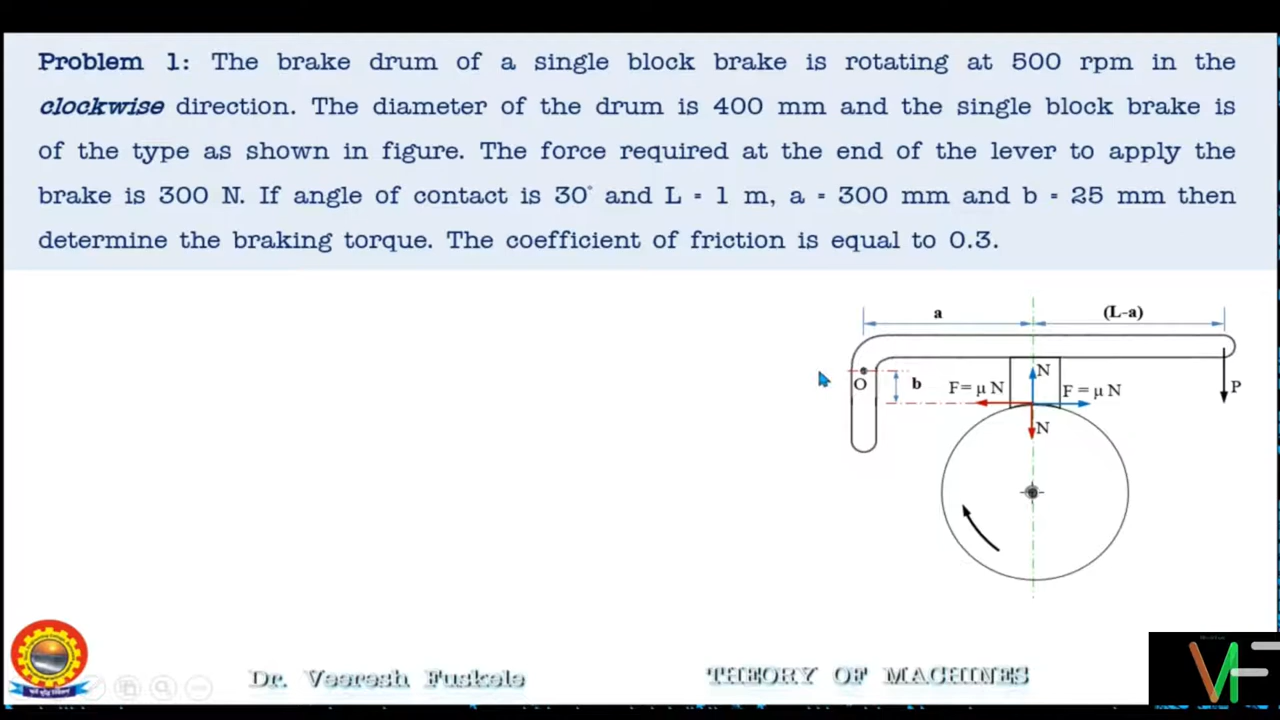 Problem 1: The brake drum of a single block brake is rotating at 500 rpm in the
clockwise direction. The diameter of the drum is 400 mm and the single block brake is
of the type as shown in figure. The force required at the end of the lever to apply the
brake is 300 N. If angle of contact is 30° and L = 1 m, a = 300 mm and b = 25 mm then
determine the braking torque. The coefficient of friction is equal to 0.3.
a
(L-a)
N
O
b
F= μ N
F = μ N
P
N
Dr. Veeresh Fuskele
THEORY OF MACHINES
VF